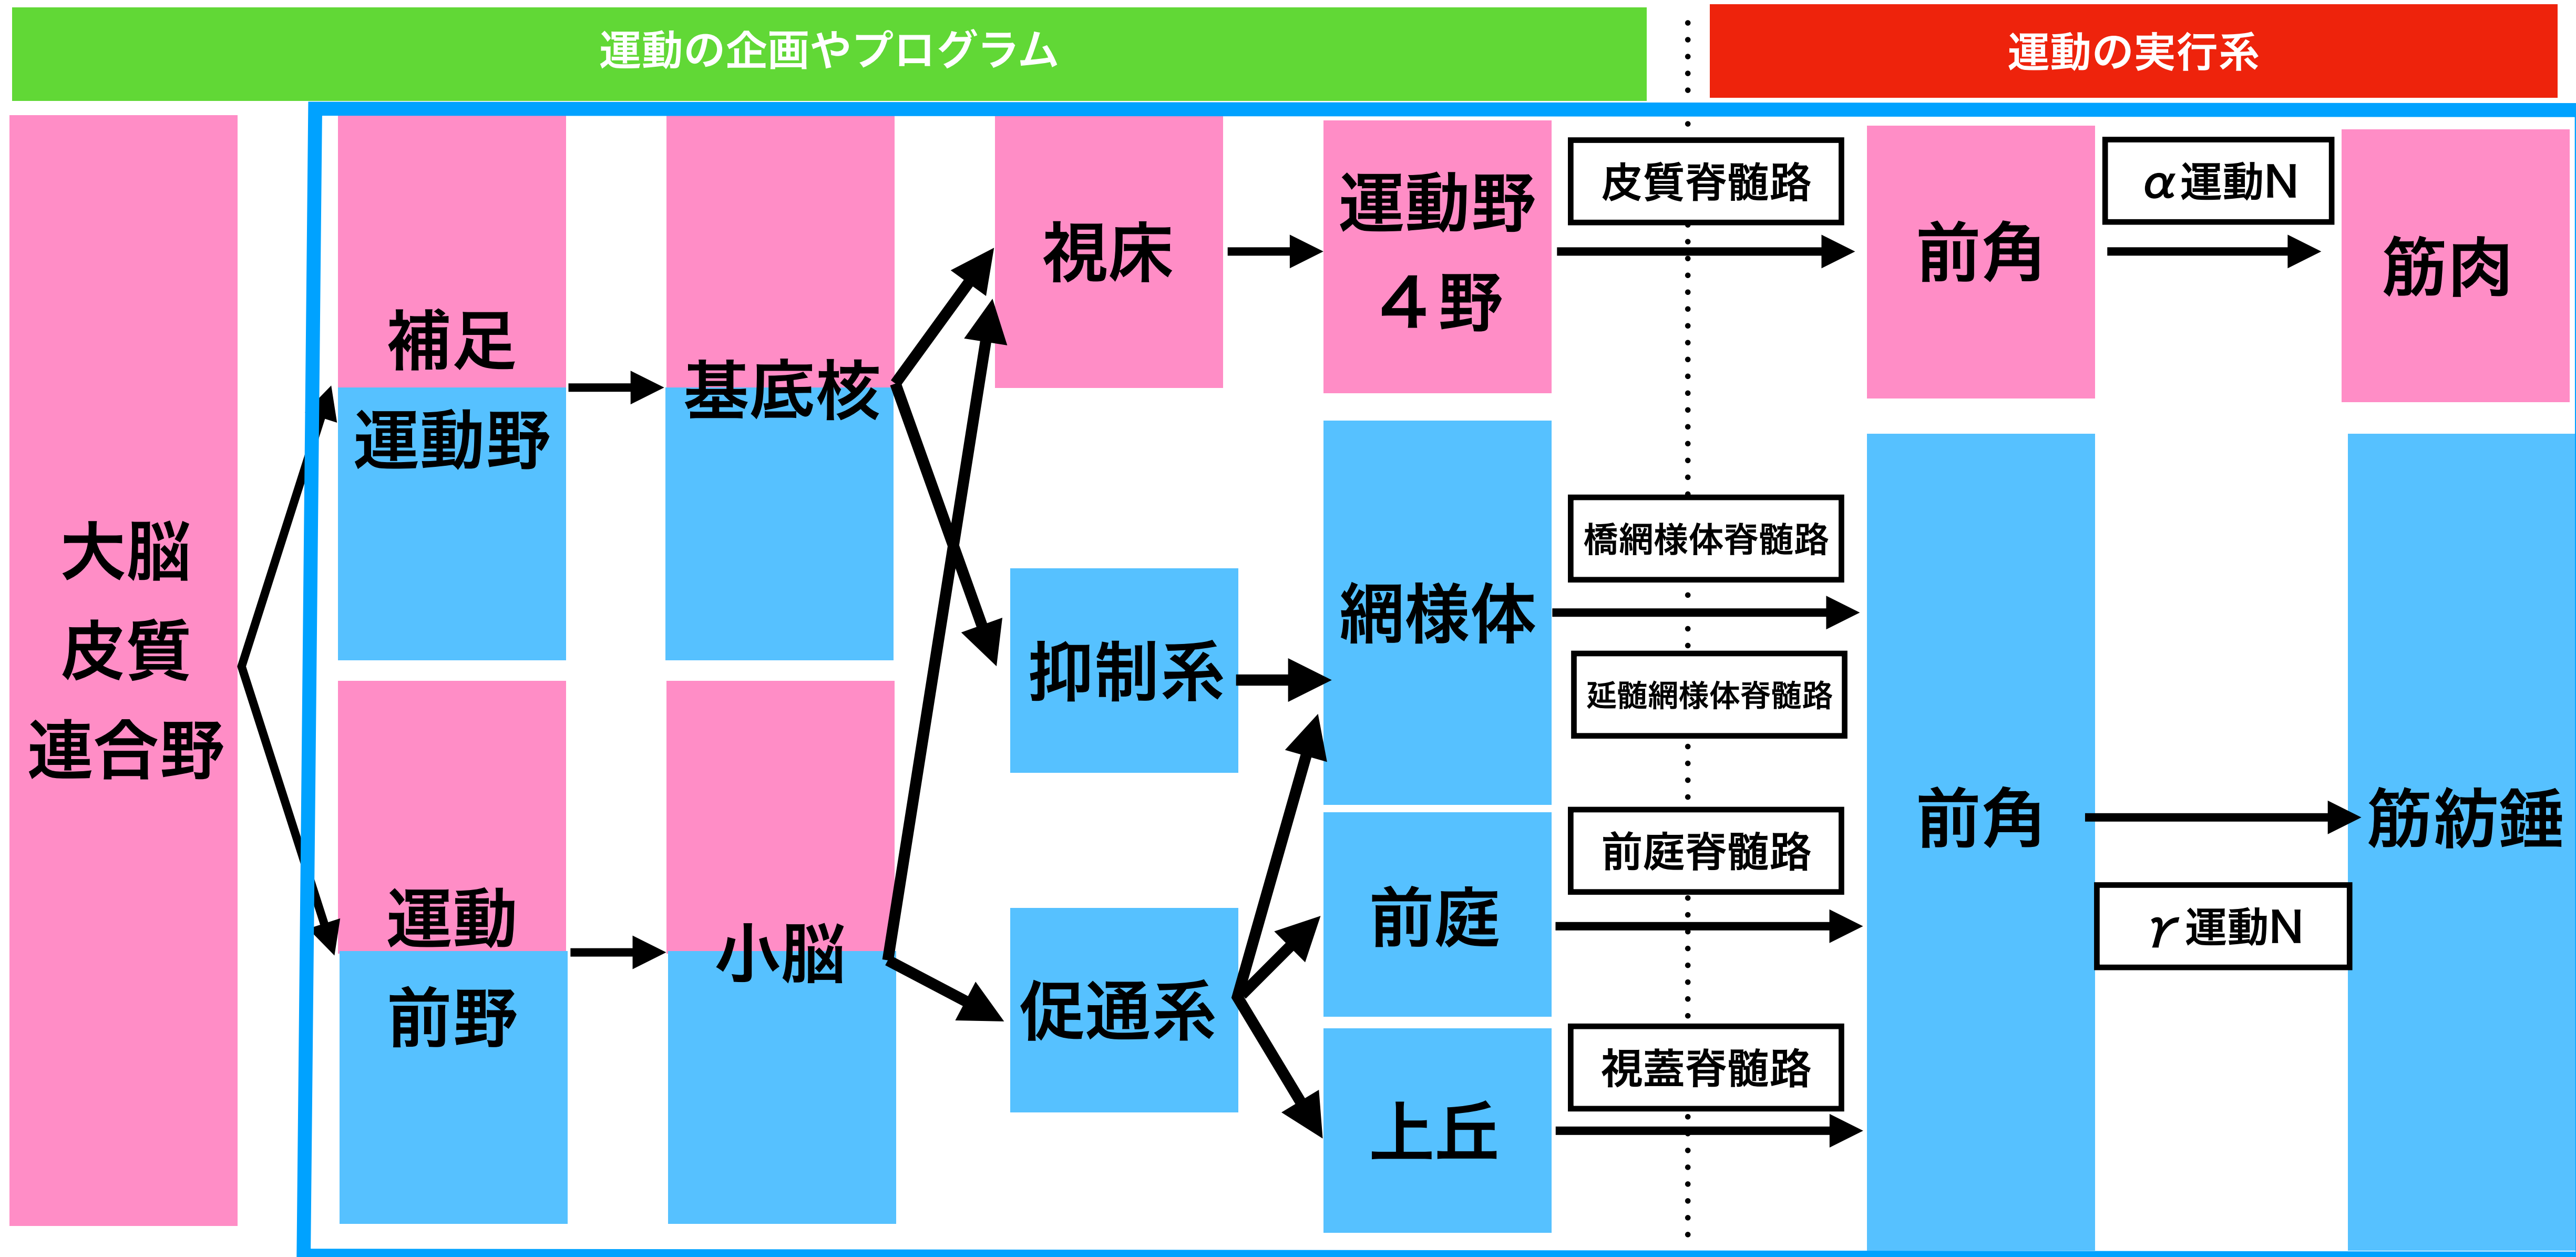 運動の企画やプログラム
運動の実行系
大脳
皮質
連合野
補足
運動野
運動
前野
基底核
小脳
視床
抑制系
促通系
運動野
４野
網様体
前庭
上丘
皮質脊髄路
橋網様体脊髄路
延髄網様体脊髄路
前庭脊髄路
視蓋脊髄路
前角
前角
α運動N
r運動N
筋肉
筋紡錘